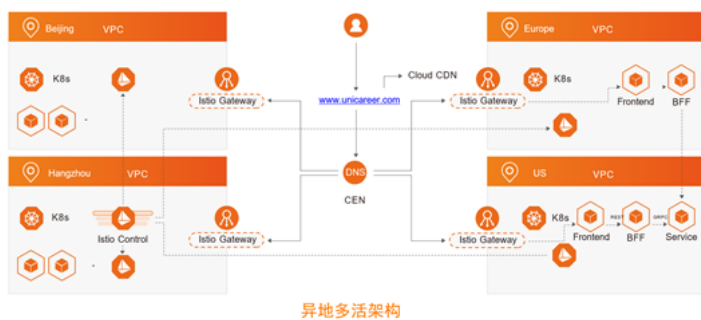 Beijing VPC
K8s
Istio Gateway
Cloud CDN
www.unicareer.com
Europe VPC
K8s
Istio Gateway
Frontend
BFF
Hangzhou VPC
K8s
Istio Control
Istio Gateway
DNS
CEN
US VPC
K8s
Istio Gateway
Frontend
REST
BFF
GRPC
Service
异地多活架构